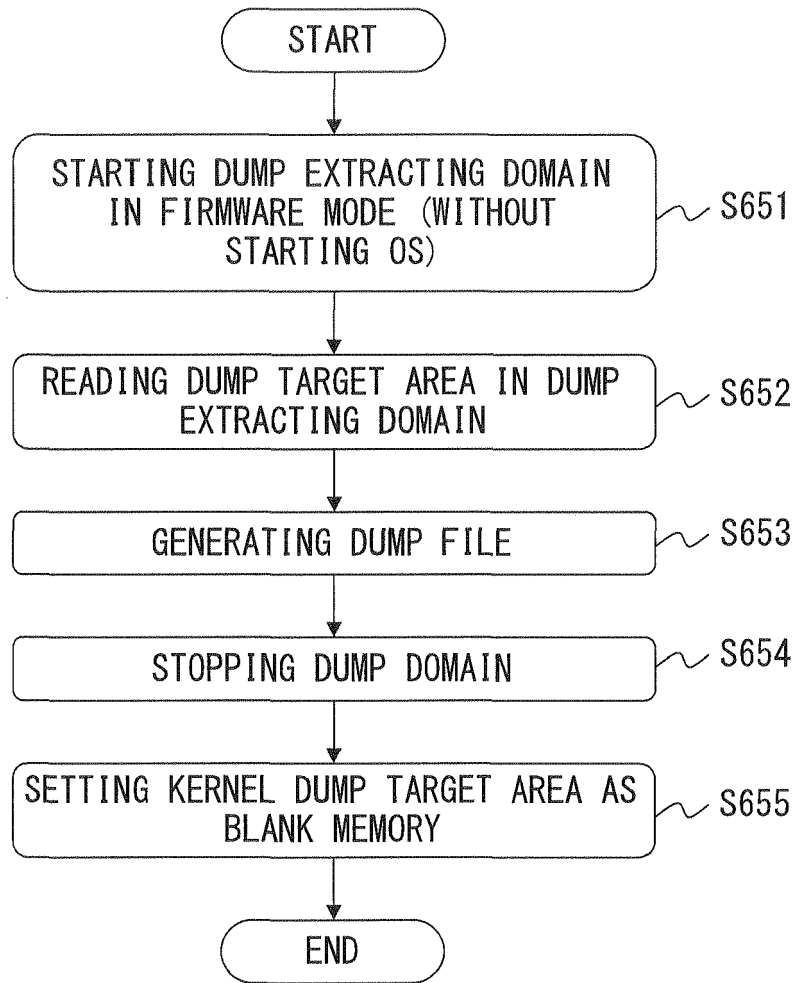 START
STARTING DUMP EXTRACTING DOMAIN
IN FIRMWARE MODE (WITHOUT
STARTING OS)
S651
READING DUMP TARGET AREA IN DUMP
EXTRACTING DOMAIN
S652
GENERATING DUMP FILE
S653
STOPPING DUMP DOMAIN
S654
SETTING KERNEL DUMP TARGET AREA AS
BLANK MEMORY
S655
END